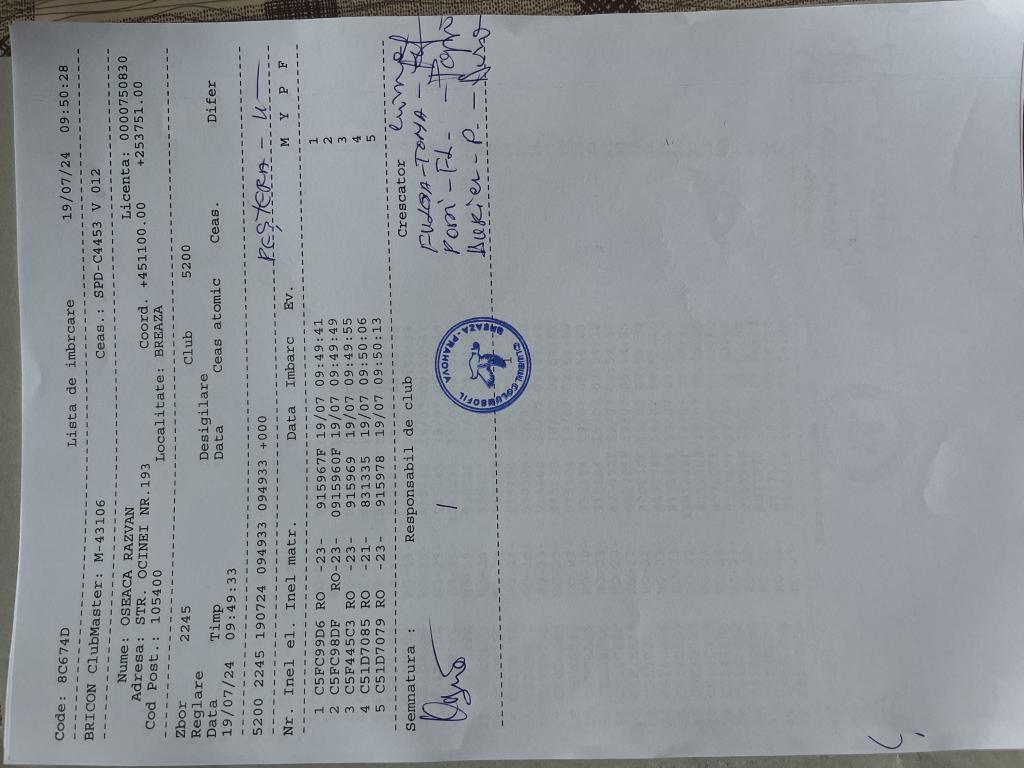 Code: 8C674D Lista de imbrcare 19/07/24 09:50:28
BRICON ClubMaster: M-43106 Ceas.: SPD-C4453 V 012
Nume: OSEACA RAZVAN Licenta: 0000750830
Adresa: STR. OCINEI NR.193 Coord. +451100.00 +253751.00
Cod Post.: 105400 Localitate: BREAZA
Zbor 2245 Club 5200
Reglare Desigilare
Data Timp Data Ceas atomic Ceas. Difer
19/07/24 09:49:33
5200 2245 190724 094933 094933 +000 PEȘTERA - U
Nr. Inel el. Inel matr. Data Imbarc Ev. M Y P F
1 C5FC99D6 RO -23- 915967F 19/07 09:49:41 1
2 C5FC98DF RO-23 0915960F 19/07 09:49:49 2
3 C5F445C3 RO -23- 915969 19/07 09:49:55 3
4 C51D7085 RO -21- 831335 19/07 09:50:06 4
5 C51D7079 RO -23- 915978 19/07 09:50:13 5
Semnatura : Responsabil de club Crescator
CLUBUL COLUMBOFIL
BREAZA - PRAHOVA